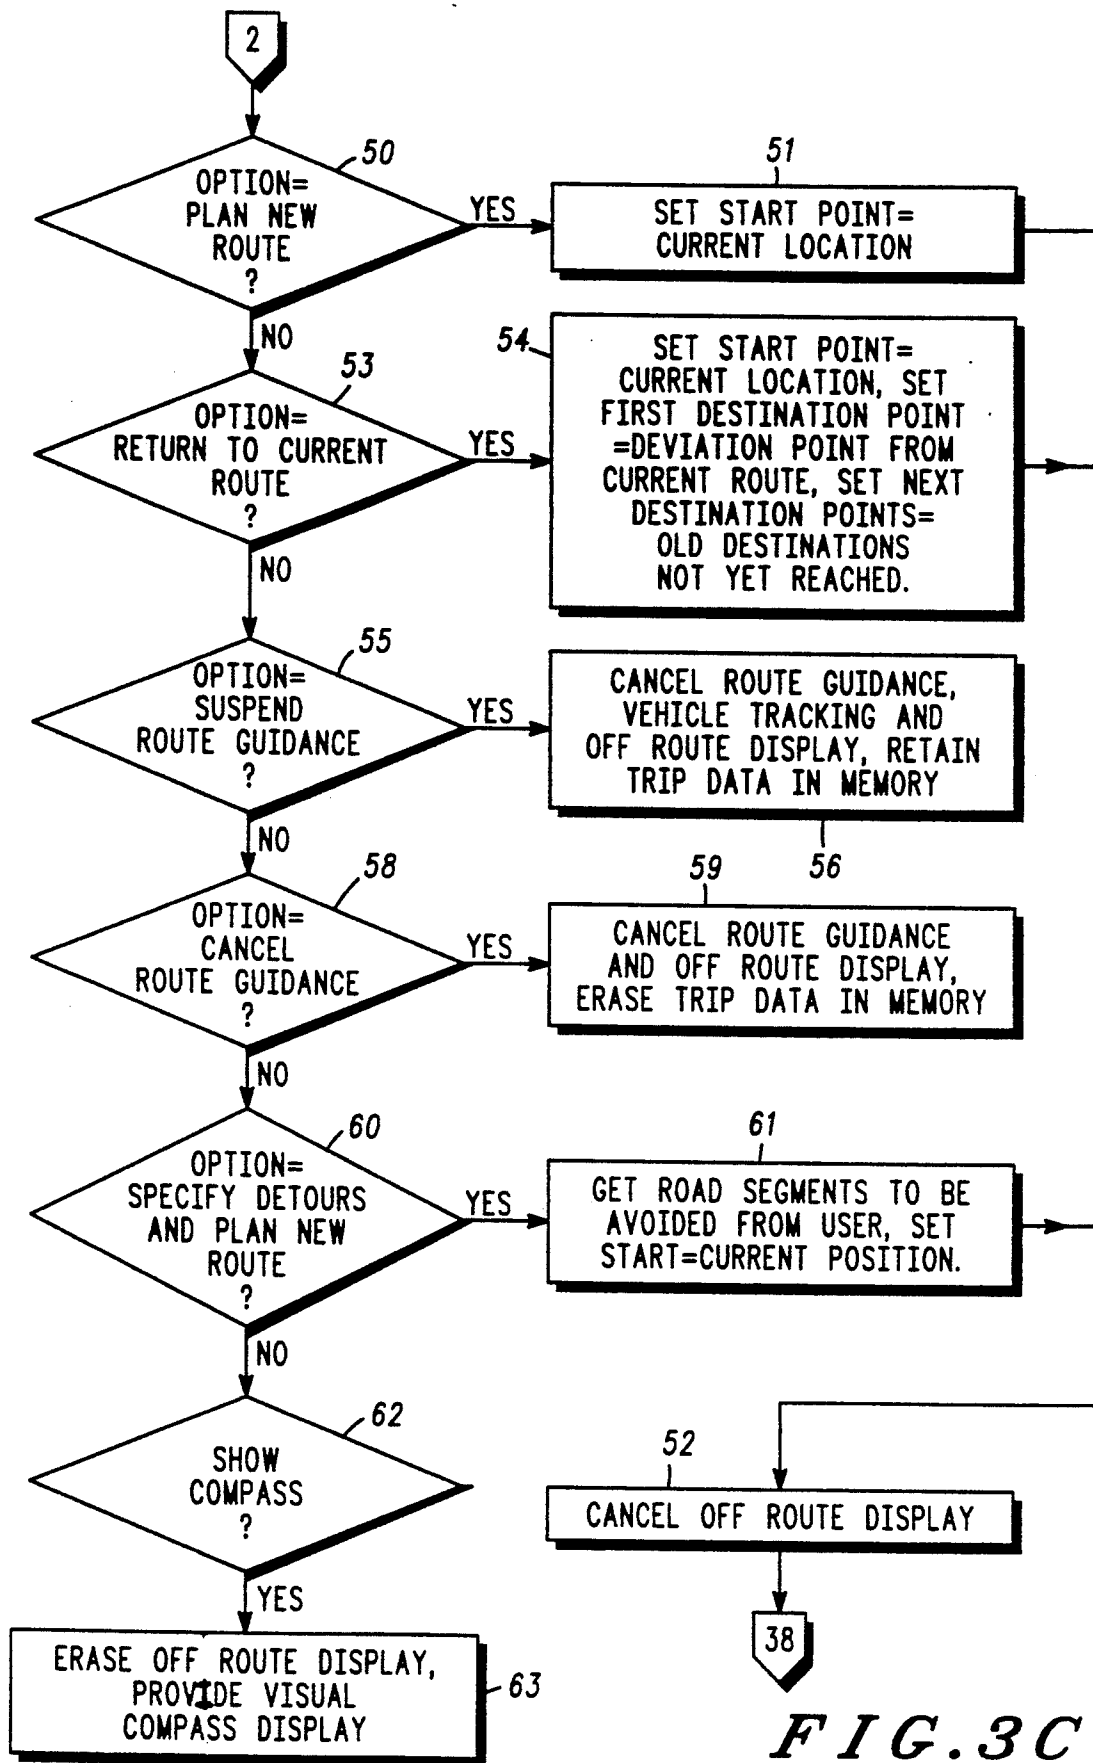 2
50
OPTION=
PLAN NEW
ROUTE
?
YES
51
SET START POINT=
CURRENT LOCATION
NO
53
OPTION=
RETURN TO CURRENT
ROUTE
?
YES
54
SET START POINT=
CURRENT LOCATION, SET
FIRST DESTINATION POINT
=DEVIATION POINT FROM
CURRENT ROUTE, SET NEXT
DESTINATION POINTS=
OLD DESTINATIONS
NOT YET REACHED.
NO
55
OPTION=
SUSPEND
ROUTE GUIDANCE
?
YES
CANCEL ROUTE GUIDANCE,
VEHICLE TRACKING AND
OFF ROUTE DISPLAY, RETAIN
TRIP DATA IN MEMORY
56
NO
58
OPTION=
CANCEL
ROUTE GUIDANCE
?
YES
59
CANCEL ROUTE GUIDANCE
AND OFF ROUTE DISPLAY,
ERASE TRIP DATA IN MEMORY
NO
60
OPTION=
SPECIFY DETOURS
AND PLAN NEW
ROUTE
?
YES
61
GET ROAD SEGMENTS TO BE
AVOIDED FROM USER, SET
START=CURRENT POSITION.
NO
62
SHOW
COMPASS
?
YES
52
CANCEL OFF ROUTE DISPLAY
38
ERASE OFF ROUTE DISPLAY,
PROVIDE VISUAL
COMPASS DISPLAY
63
FIG.3C